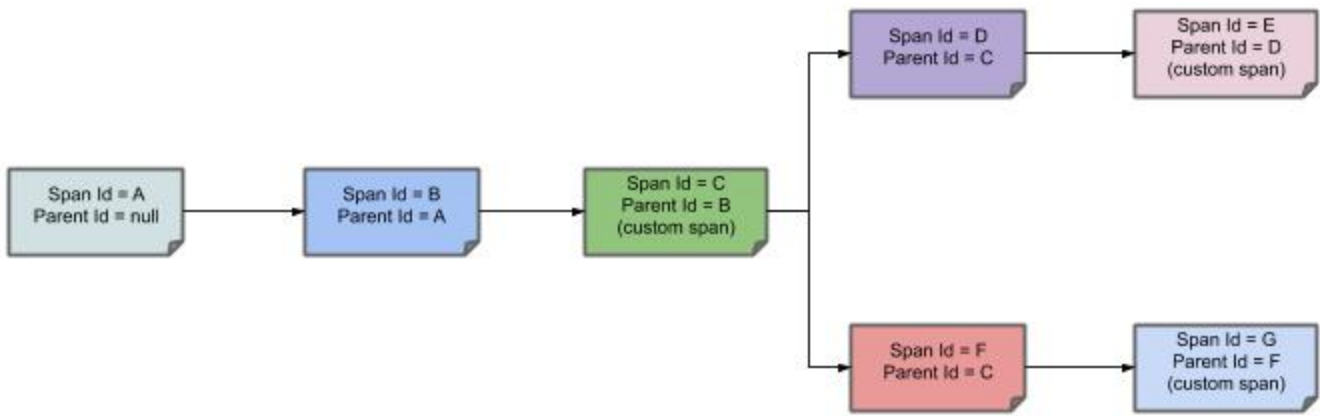 Span Id = A
Parent Id = null
Span Id = B
Parent Id = A
Span Id = C
Parent Id = B
(custom span)
Span Id = D
Parent Id = C
Span Id = E
Parent Id = D
(custom span)
Span Id = F
Parent Id = C
Span Id = G
Parent Id = F
(custom span)